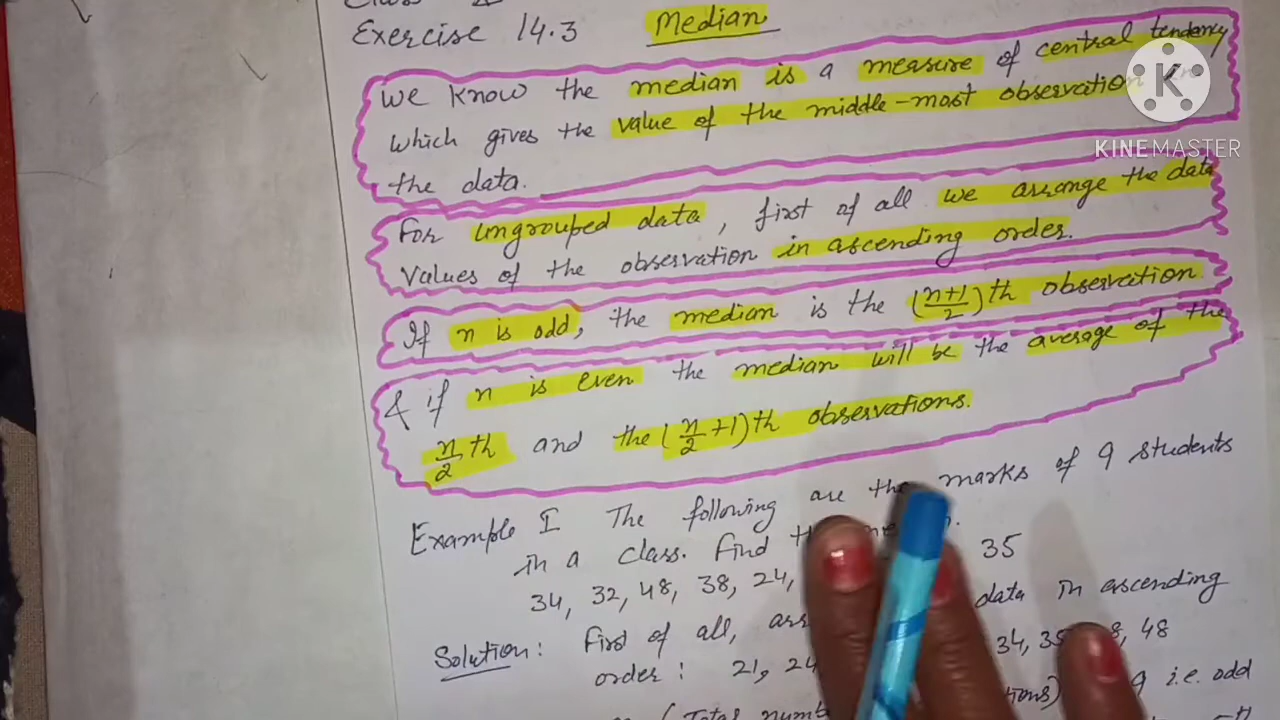 Exercise 14.3 Median
We know the median is a measure of central tendency
which gives the value of the middle-most observation in
the data.
For ungrouped data, first of all we arrange the data
values of the observation in ascending order.
If n is odd, the median is the (n+1/2)th observation
& if n is even the median will be the average of the
n/2 th and the (n/2 +1)th observations.
Example I The following are the marks of 9 students
in a class. Find
34, 32, 48, 38, 24, 35
Solution: First of all, data in ascending
order: 21, 24 34, 48
9 i.e. odd
KINEMASTER